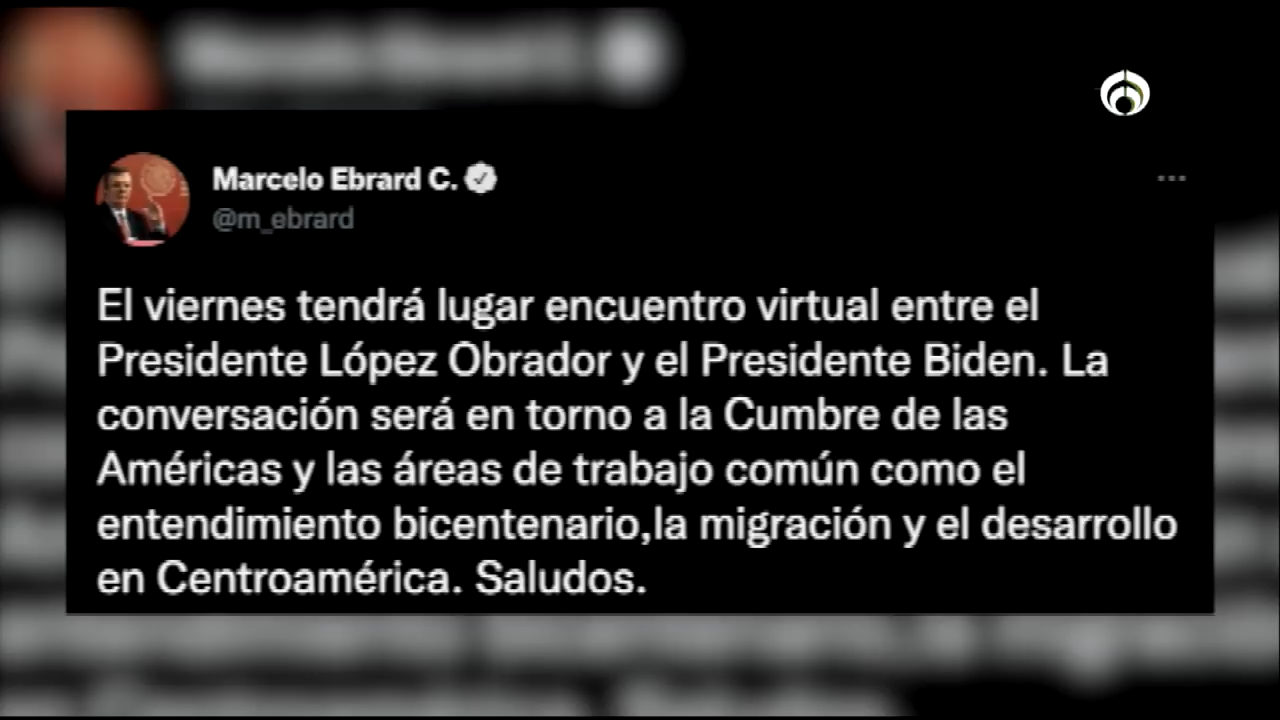 Marcelo Ebrard C.
@m_ebrard
El viernes tendrá lugar encuentro virtual entre el
Presidente López Obrador y el Presidente Biden. La
conversación será en torno a la Cumbre de las
Américas y las áreas de trabajo común como el
entendimiento bicentenario,la migración y el desarrollo
en Centroamérica. Saludos.